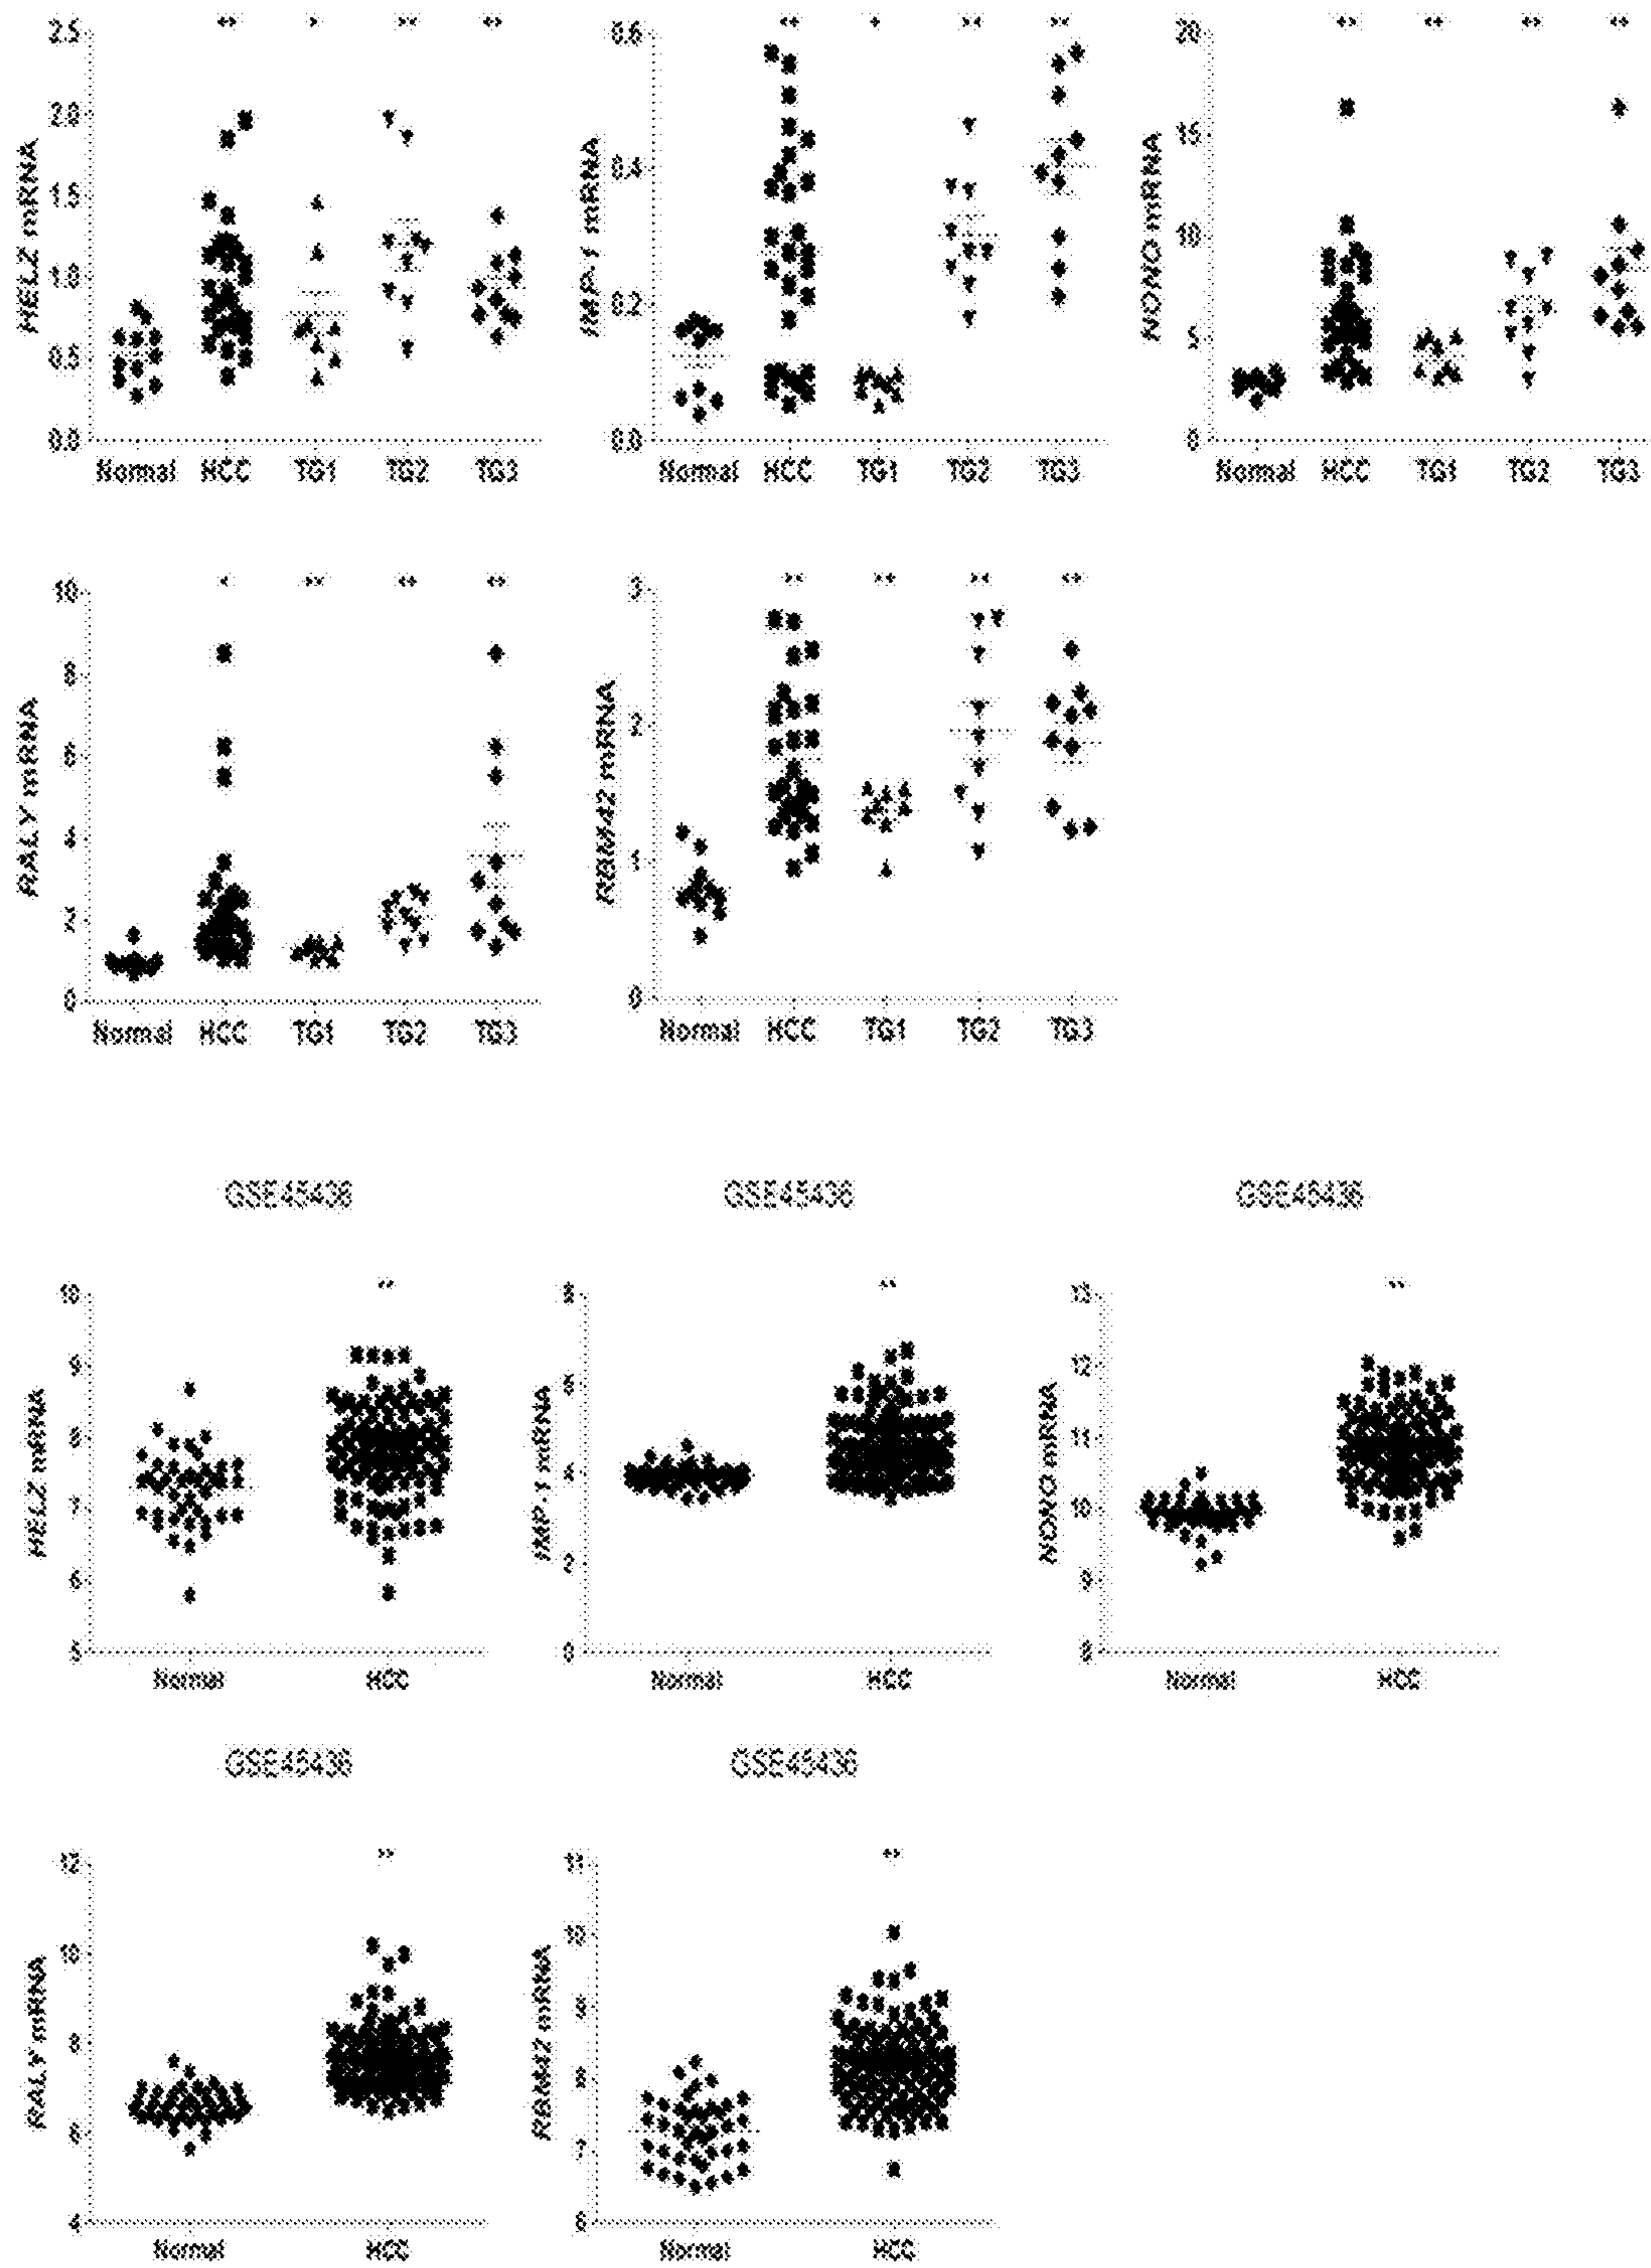 HELZ mRNA
2.5
2.0
1.5
1.0
0.5
0.0
Normal HCC TG1 TG2 TG3
IMP-1 mRNA
0.6
0.4
0.2
0.0
Normal HCC TG1 TG2 TG3
NONO mRNA
20
15
10
5
0
Normal HCC TG1 TG2 TG3
RALY mRNA
10
8
6
4
2
0
Normal HCC TG1 TG2 TG3
RBM42 mRNA
3
2
1
0
Normal HCC TG1 TG2 TG3
GSE45436
HELZ mRNA
10
9
8
7
6
5
Normal HCC
GSE45436
IMP-1 mRNA
8
6
4
2
0
Normal HCC
GSE45436
NONO mRNA
13
12
11
10
9
8
Normal HCC
GSE45436
RALY mRNA
12
10
8
6
4
Normal HCC
GSE45436
RBM42 mRNA
11
10
9
8
7
6
Normal HCC